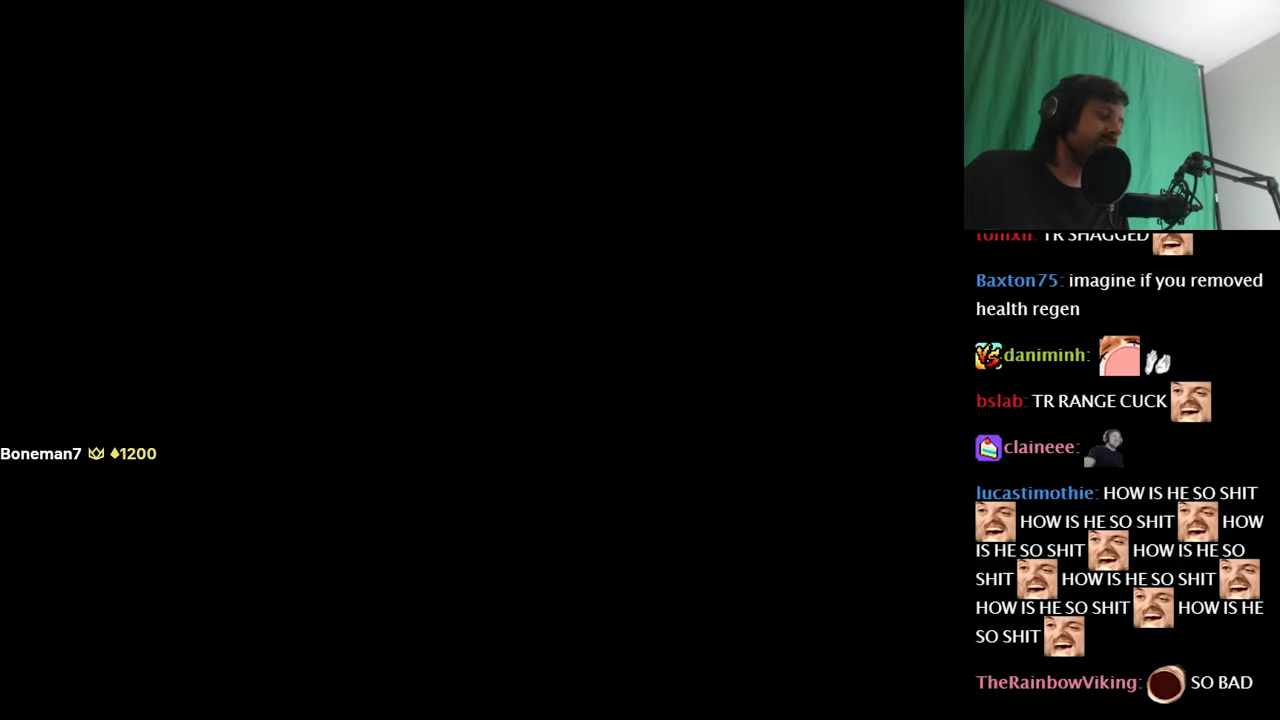 tomxn: TR SHAGGED
Baxton75: imagine if you removed
health regen
daniminh:
bslab: TR RANGE CUCK
claineee:
Boneman7 1200
lucastimothie: HOW IS HE SO SHIT
HOW IS HE SO SHIT HOW
IS HE SO SHIT HOW IS HE SO
SHIT HOW IS HE SO SHIT
HOW IS HE SO SHIT HOW IS HE
SO SHIT
TheRainbowViking: SO BAD